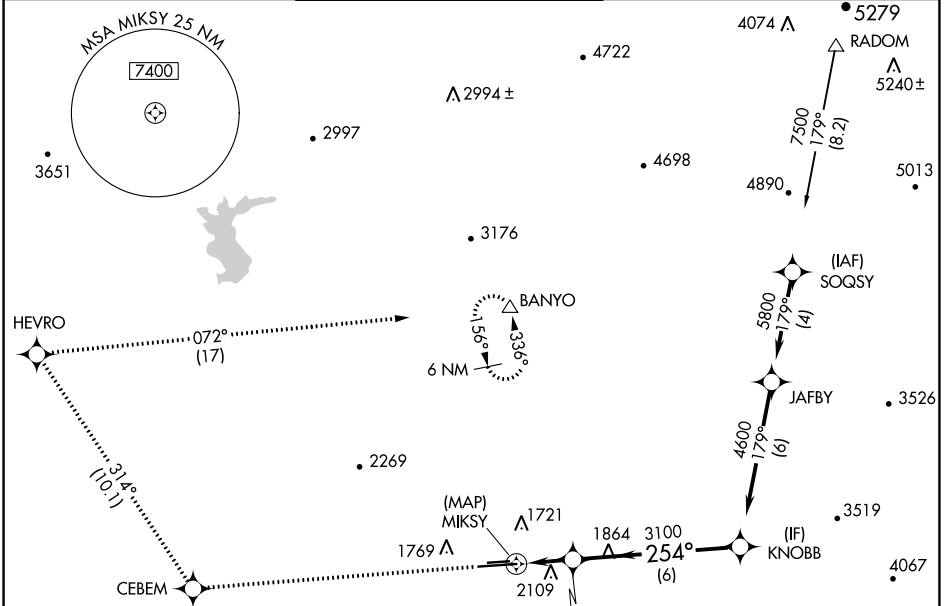 MSA MIKSY 25 NM
7400
4722
4074
5279
RADOM
5240 ±
2994 ±
2997
3651
7500
179°
(8.2)
4698
4890
5013
3176
(IAF)
SOQSY
BANYO
HEVRO
072°
(17)
156°
336°
6 NM
5800
179°
(4)
JAFBY
3526
4600
179°
(6)
314°
(10.1)
2269
(MAP)
MIKSY
1721
1769
1864
3100
254°
(6)
3519
(IF)
KNOBB
CEBEM
2109
4067